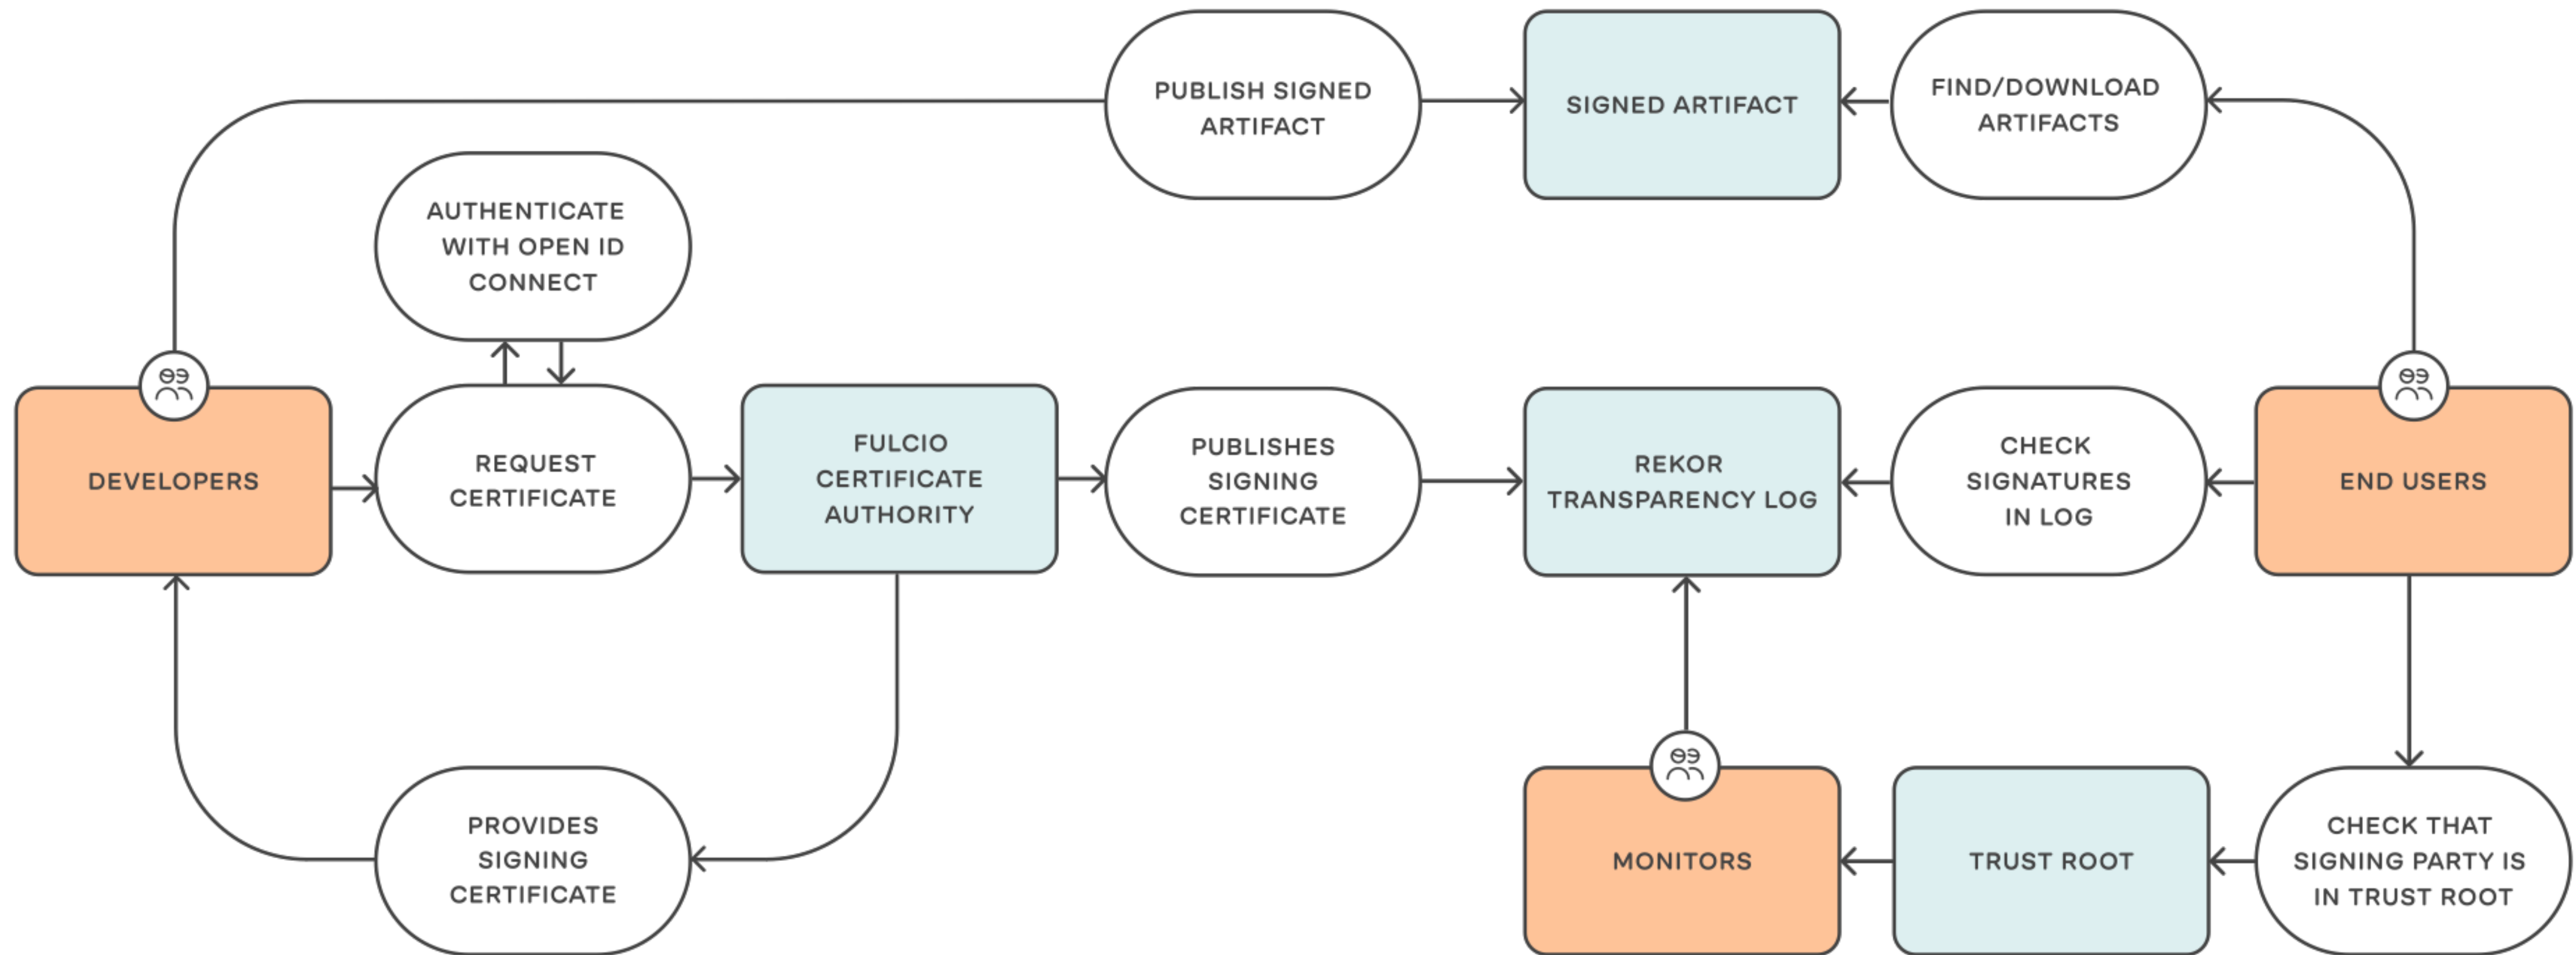 PUBLISH SIGNED
ARTIFACT
SIGNED ARTIFACT
FIND/DOWNLOAD
ARTIFACTS
AUTHENTICATE
WITH OPEN ID
CONNECT
DEVELOPERS
REQUEST
CERTIFICATE
FULCIO
CERTIFICATE
AUTHORITY
PUBLISHES
SIGNING
CERTIFICATE
REKOR
TRANSPARENCY LOG
CHECK
SIGNATURES
IN LOG
END USERS
PROVIDES
SIGNING
CERTIFICATE
MONITORS
TRUST ROOT
CHECK THAT
SIGNING PARTY IS
IN TRUST ROOT